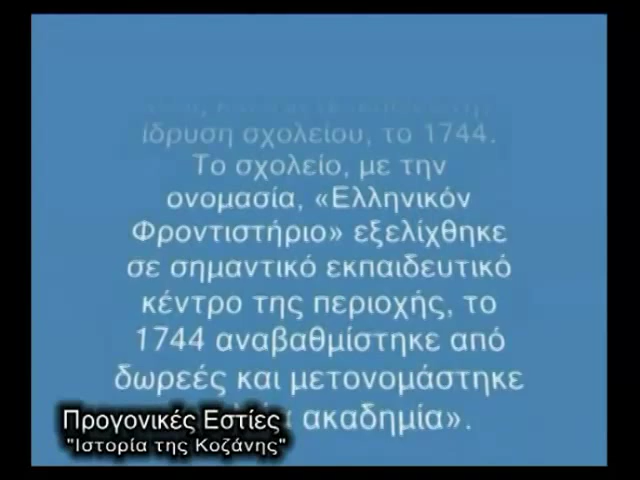 ίδρυση σχολείου, το 1744.
Το σχολείο, με την
ονομασία, «Ελληνικόν
Φροντιστήριο» εξελίχθηκε
σε σημαντικό εκπαιδευτικό
κέντρο της περιοχής, το
1744 αναβαθμίστηκε από
δωρεές και μετονομάστηκε
ακαδημία».
Προγονικές Εστίες
"Ιστορία της Κοζάνης"